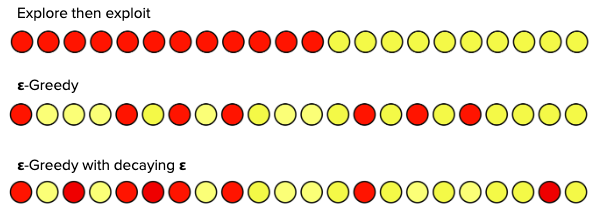 Explore then exploit
ε-Greedy
ε-Greedy with decaying ε